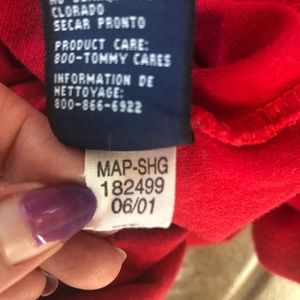 CLORADO
SECAR PRONTO
PRODUCT CARE:
800-TOMMY CARES
INFORMATION DE
NETTOYAGE:
800-866-6922
MAP-SHG
182499
06/01